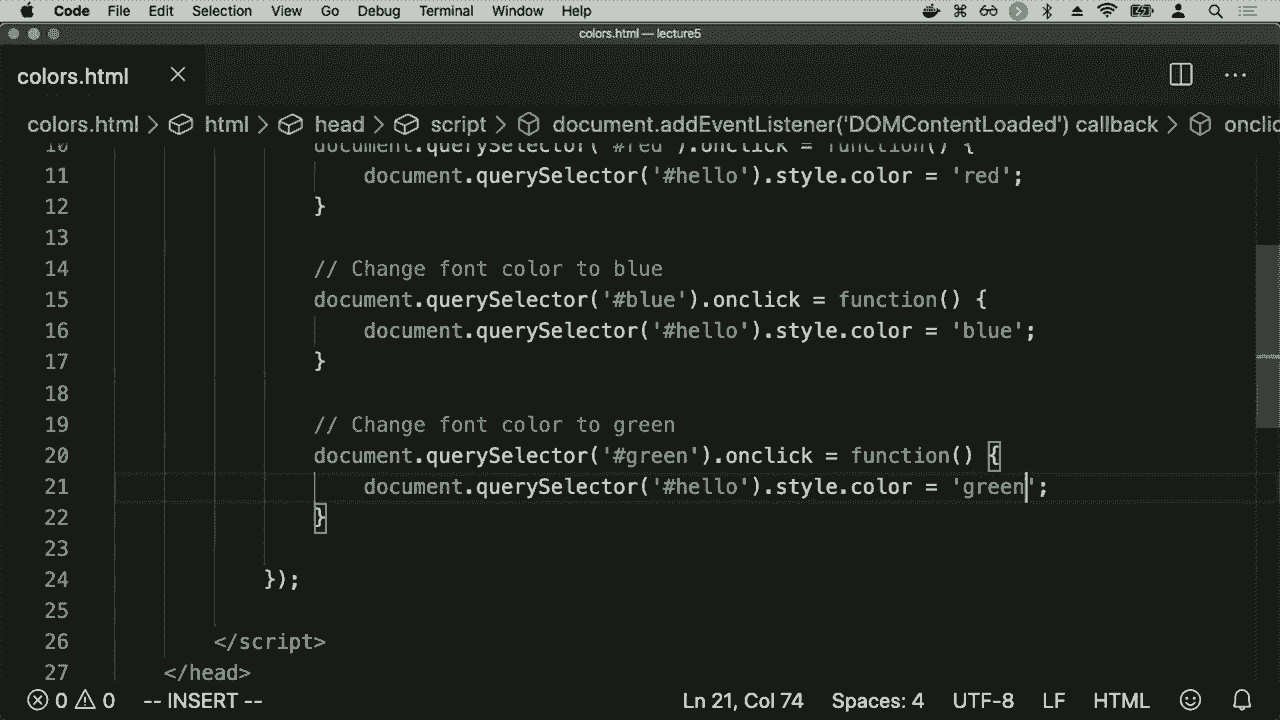 Code File Edit Selection View Go Debug Terminal Window Help
colors.html — lecture5
colors.html
colors.html > html > head > script > document.addEventListener('DOMContentLoaded') callback >
10 document.querySelector('#red').onclick = function() {
11 document.querySelector('#hello').style.color = 'red';
12 }
13
14 // Change font color to blue
15 document.querySelector('#blue').onclick = function() {
16 document.querySelector('#hello').style.color = 'blue';
17 }
18
19 // Change font color to green
20 document.querySelector('#green').onclick = function() {
21 document.querySelector('#hello').style.color = 'green';
22 }
23
24 });
25
26 </script>
27 </head>
0 0 -- INSERT -- Ln 21, Col 74 Spaces: 4 UTF-8 LF HTML